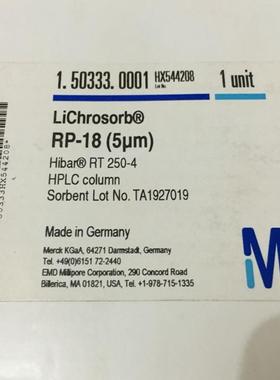 1.50333.0001 HX544208
Lot No.
1 unit
LiChrosorb®
RP-18 (5µm)
Hibar® RT 250-4
HPLC column
Sorbent Lot No. TA1927019
Made in Germany
Merck KGaA, 64271 Darmstadt, Germany
Tel. +49(0)6151 72-2440
EMD Millipore Corporation, 290 Concord Road
Billerica, MA 01821, USA, Tel. +1-978-715-1335
M